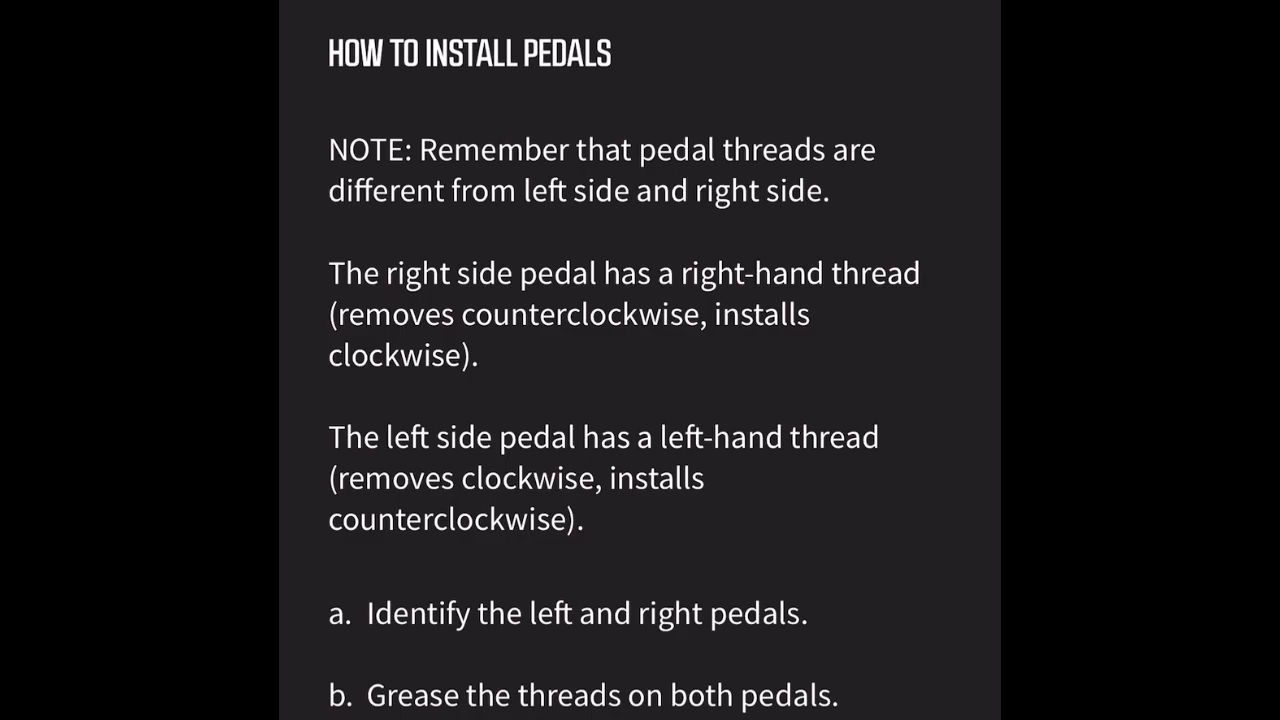 HOW TO INSTALL PEDALS
NOTE: Remember that pedal threads are
different from left side and right side.
The right side pedal has a right-hand thread
(removes counterclockwise, installs
clockwise).
The left side pedal has a left-hand thread
(removes clockwise, installs
counterclockwise).
a. Identify the left and right pedals.
b. Grease the threads on both pedals.